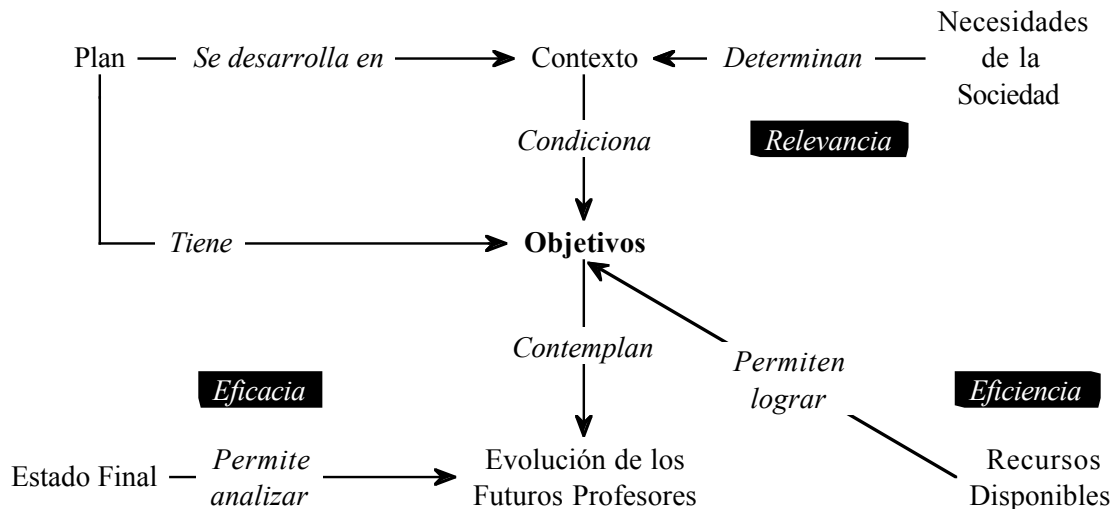 Necesidades
Plan Se desarrolla en Contexto Determinan de la
Sociedad
Condiciona Relevancia
Tiene Objetivos
Contemplan Permiten
lograr
Eficacia Eficiencia
Estado Final Permite
analizar
Evolución de los
Futuros Profesores
Recursos
Disponibles